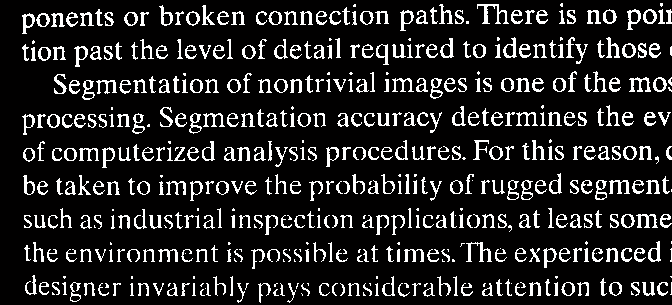 ponents or broken connection paths. There is no poi
tion past the level of detail required to identify those
Segmentation of nontrivial images is one of the mos
processing. Segmentation accuracy determines the ev
of computerized analysis procedures. For this reason, c
be taken to improve the probability of rugged segment
such as industrial inspection applications, at least some
the environment is possible at times. The experienced
designer invariably pays considerable attention to suc